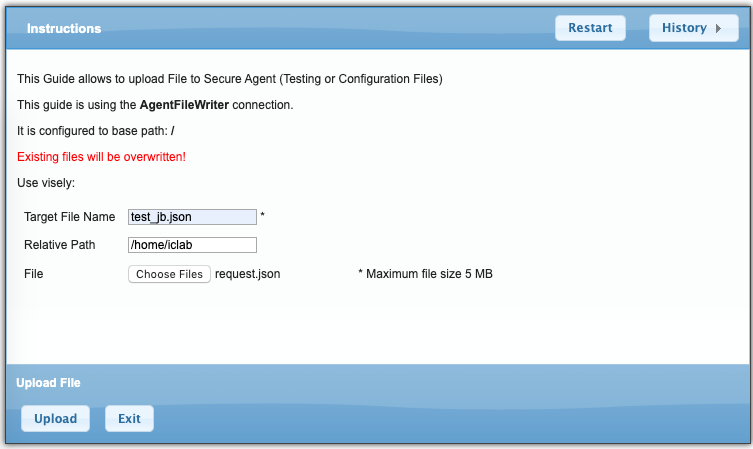 Instructions
Restart
History
This Guide allows to upload File to Secure Agent (Testing or Configuration Files)
This guide is using the AgentFileWriter connection.
It is configured to base path: /
Existing files will be overwritten!
Use visely:
Target File Name test_jb.json *
Relative Path /home/iclab
File Choose Files request.json * Maximum file size 5 MB
Upload File
Upload Exit